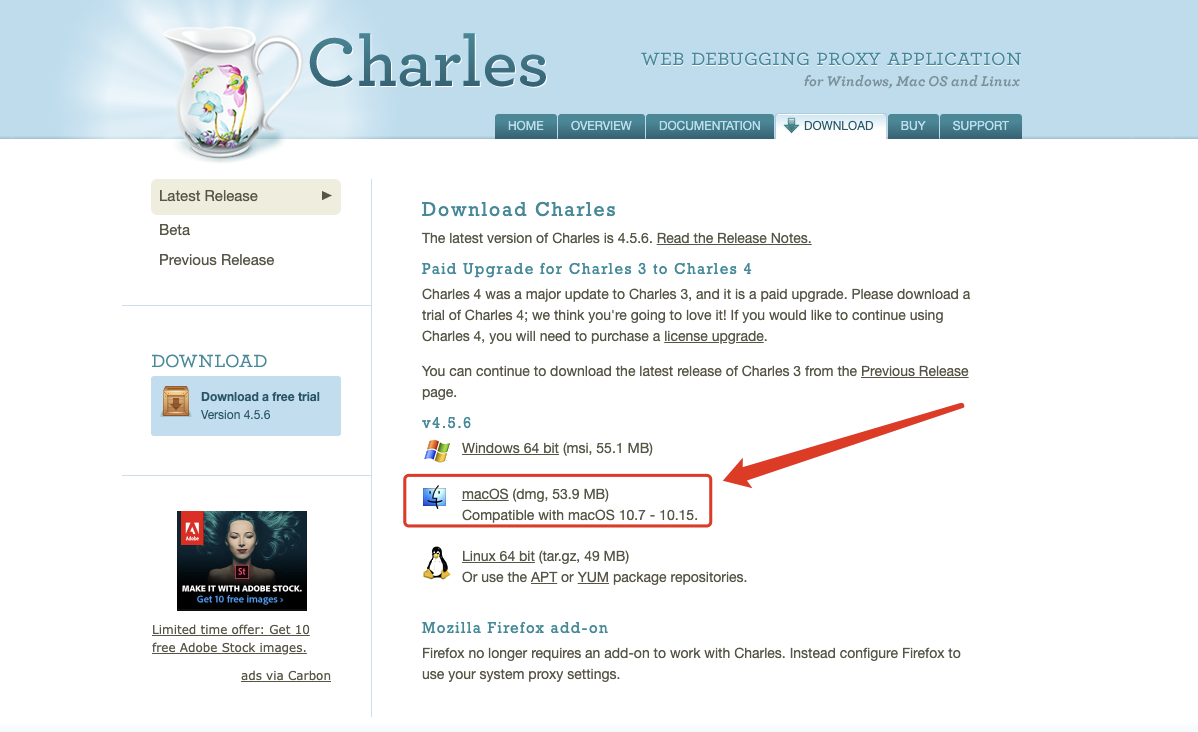 Charles
WEB DEBUGGING PROXY APPLICATION
for Windows, Mac OS and Linux
HOME
OVERVIEW
DOCUMENTATION
DOWNLOAD
BUY
SUPPORT
Latest Release
Beta
Previous Release
DOWNLOAD
Download a free trial
Version 4.5.6
Adobe
St
MAKE IT WITH ADOBE STOCK.
Get 10 free images ›
Limited time offer: Get 10
free Adobe Stock images.
ads via Carbon
Download Charles
The latest version of Charles is 4.5.6. Read the Release Notes.
Paid Upgrade for Charles 3 to Charles 4
Charles 4 was a major update to Charles 3, and it is a paid upgrade. Please download a
trial of Charles 4; we think you're going to love it! If you would like to continue using
Charles 4, you will need to purchase a license upgrade.
You can continue to download the latest release of Charles 3 from the Previous Release
page.
v4.5.6
Windows 64 bit (msi, 55.1 MB)
macOS (dmg, 53.9 MB)
Compatible with macOS 10.7 - 10.15.
Linux 64 bit (tar.gz, 49 MB)
Or use the APT or YUM package repositories.
Mozilla Firefox add-on
Firefox no longer requires an add-on to work with Charles. Instead configure Firefox to
use your system proxy settings.